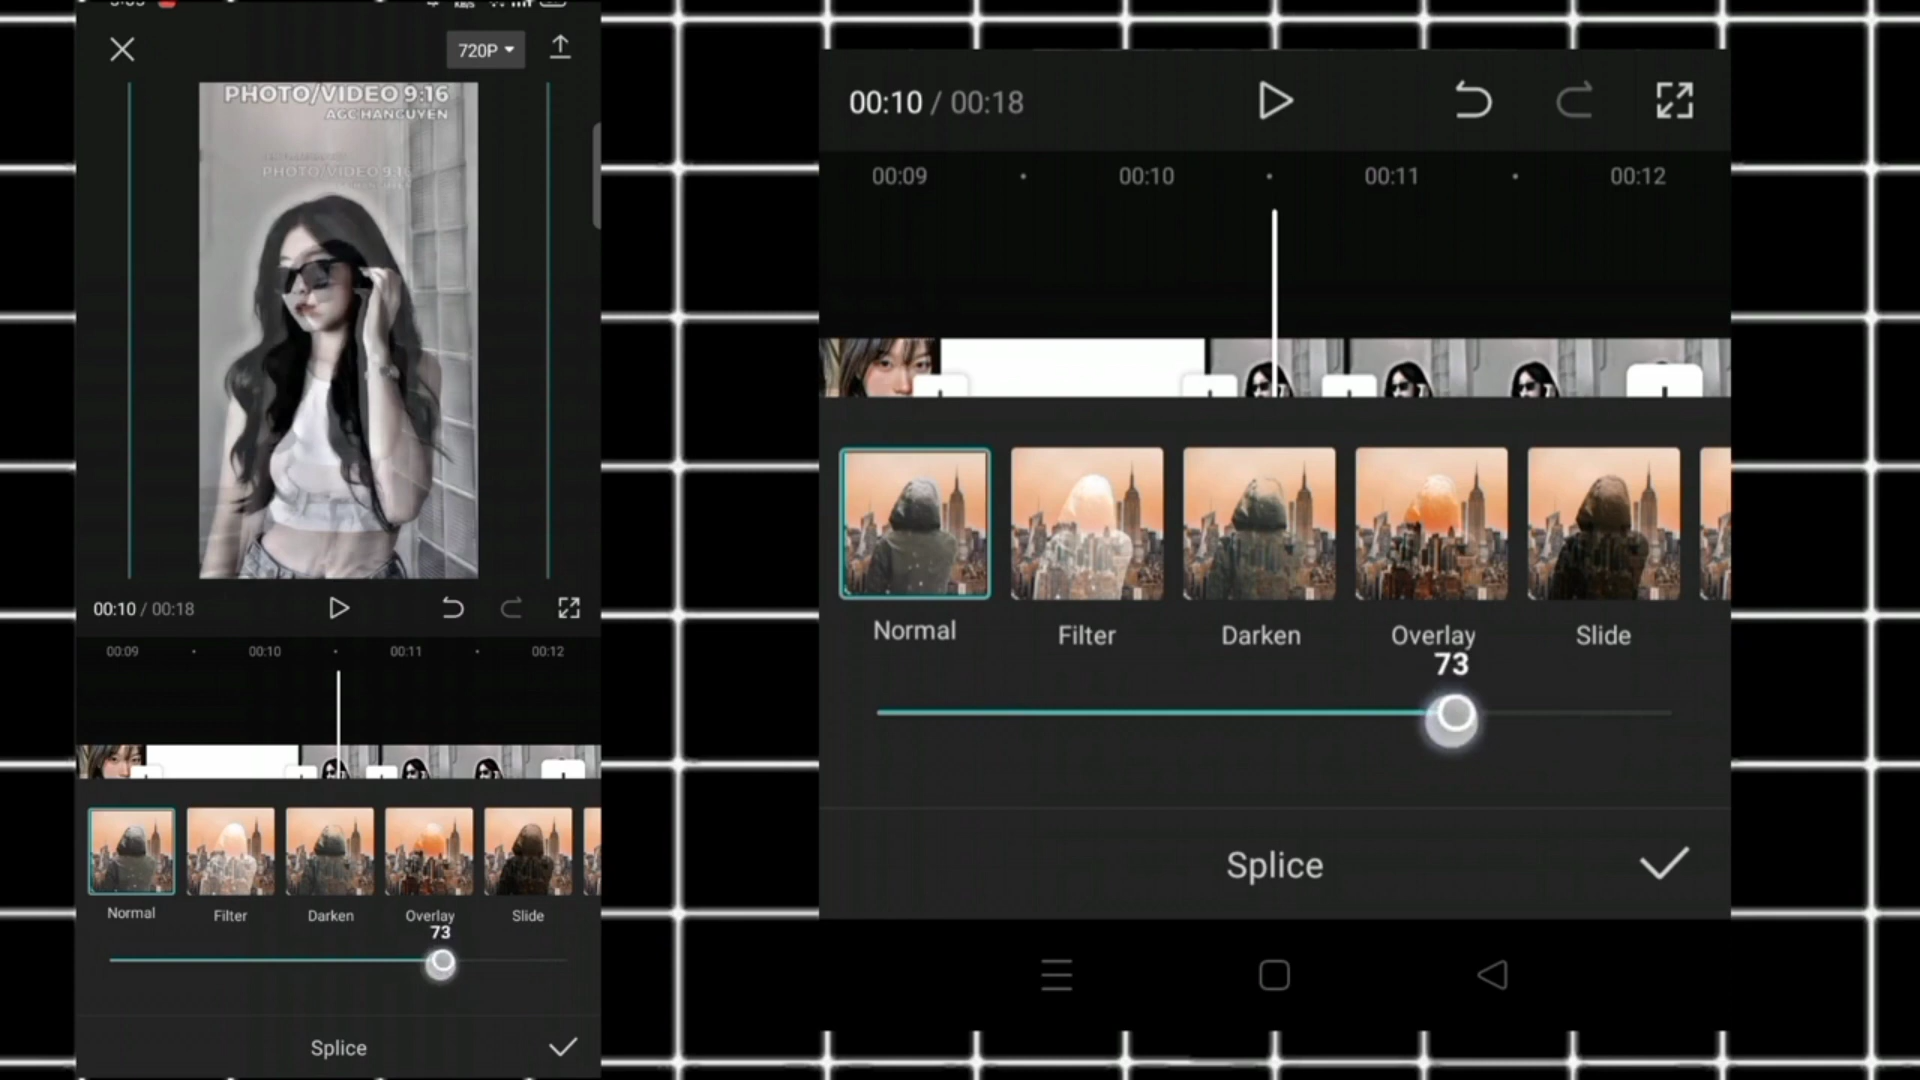 720P
PHOTO/VIDEO 9:16
AGC HANGUYEN
PHOTO/VIDEO 9:16
00:10 / 00:18
00:09
00:10
00:11
00:12
Normal
Filter
Darken
Overlay
Slide
73
Splice
00:10 / 00:18
00:09
00:10
00:11
00:12
Normal
Filter
Darken
Overlay
Slide
73
Splice